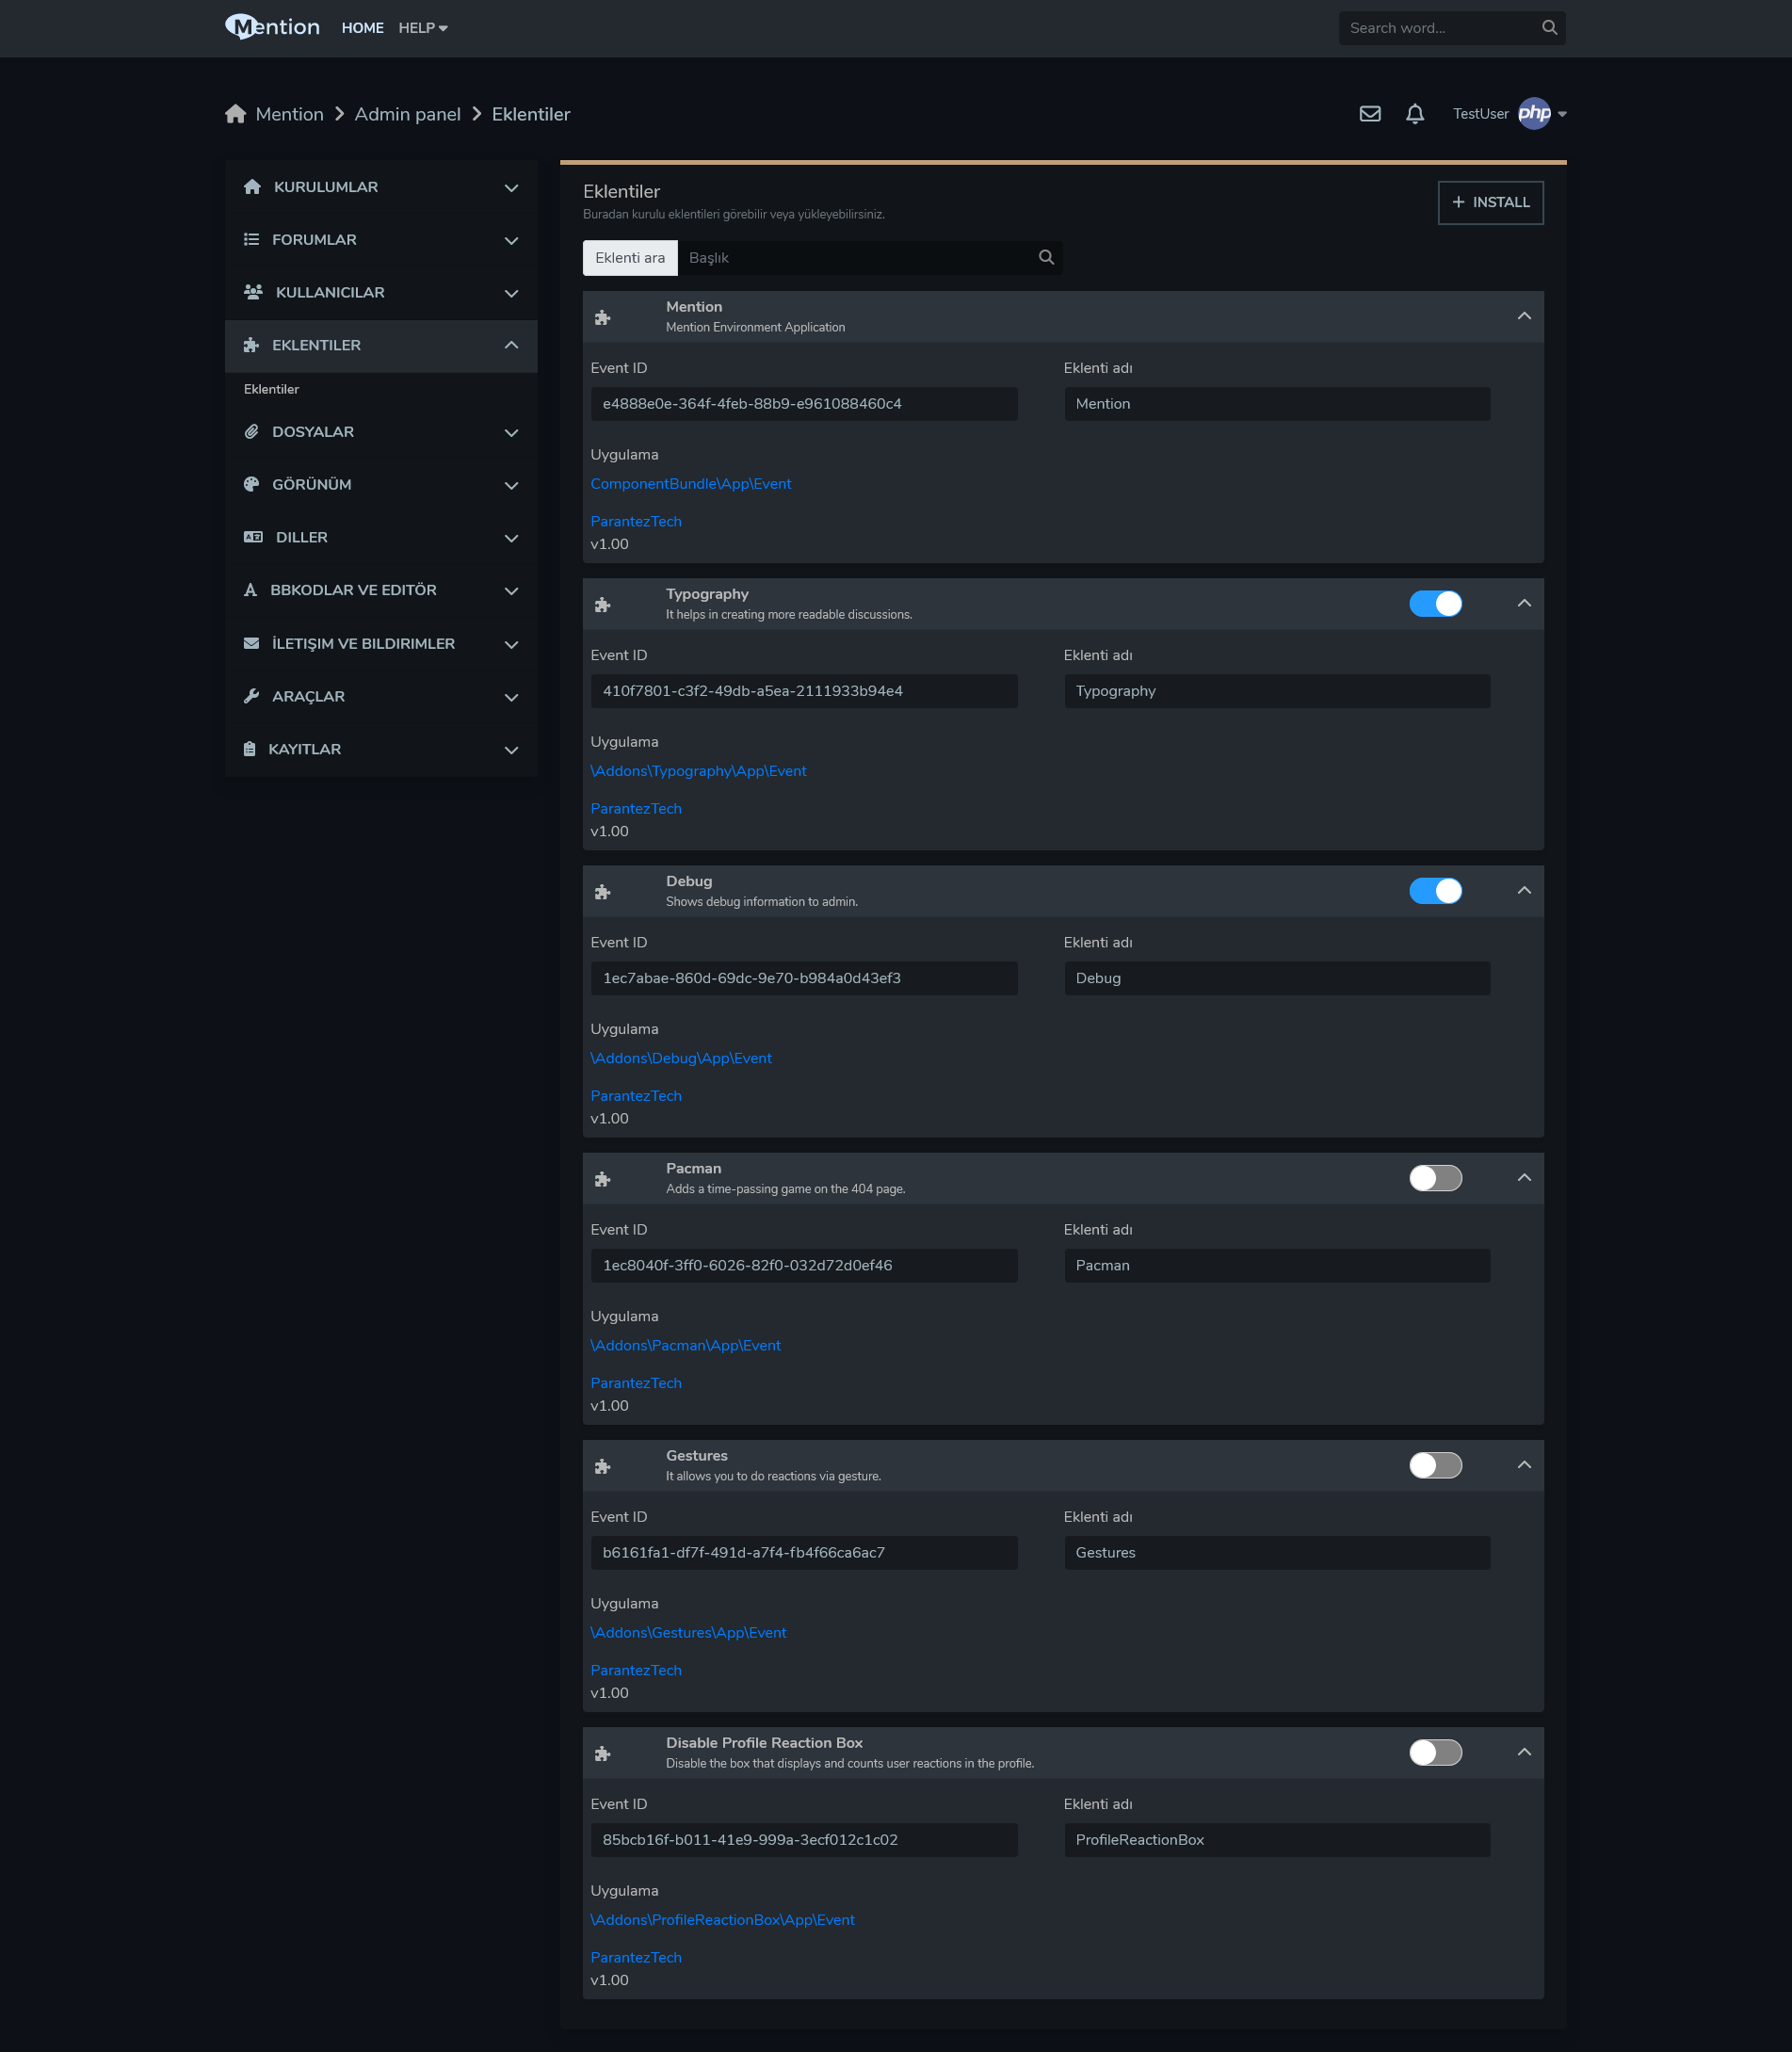 Mention HOME HELP Search word...
Mention Admin panel Eklentiler TestUser php
KURULUMLAR
FORUMLAR
KULLANICILAR
EKLENTILER
Eklentiler
DOSYALAR
GÖRÜNÜM
DILLER
BBKODLAR VE EDITÖR
İLETIŞIM VE BILDIRIMLER
ARAÇLAR
KAYITLAR
Eklentiler
Buradan kurulu eklentileri görebilir veya yükleyebilirsiniz.
INSTALL
Eklenti ara Başlık
Mention
Mention Environment Application
Event ID Eklenti adı
e4888e0e-364f-4feb-88b9-e961088460c4 Mention
Uygulama
ComponentBundle\App\Event
ParantezTech
v1.00
Typography
It helps in creating more readable discussions.
Event ID Eklenti adı
410f7801-c3f2-49db-a5ea-2111933b94e4 Typography
Uygulama
\Addons\Typography\App\Event
ParantezTech
v1.00
Debug
Shows debug information to admin.
Event ID Eklenti adı
1ec7abae-860d-69dc-9e70-b984a0d43ef3 Debug
Uygulama
\Addons\Debug\App\Event
ParantezTech
v1.00
Pacman
Adds a time-passing game on the 404 page.
Event ID Eklenti adı
1ec8040f-3ff0-6026-82f0-032d72d0ef46 Pacman
Uygulama
\Addons\Pacman\App\Event
ParantezTech
v1.00
Gestures
It allows you to do reactions via gesture.
Event ID Eklenti adı
b6161fa1-df7f-491d-a7f4-fb4f66ca6ac7 Gestures
Uygulama
\Addons\Gestures\App\Event
ParantezTech
v1.00
Disable Profile Reaction Box
Disable the box that displays and counts user reactions in the profile.
Event ID Eklenti adı
85bcb16f-b011-41e9-999a-3ecf012c1c02 ProfileReactionBox
Uygulama
\Addons\ProfileReactionBox\App\Event
ParantezTech
v1.00